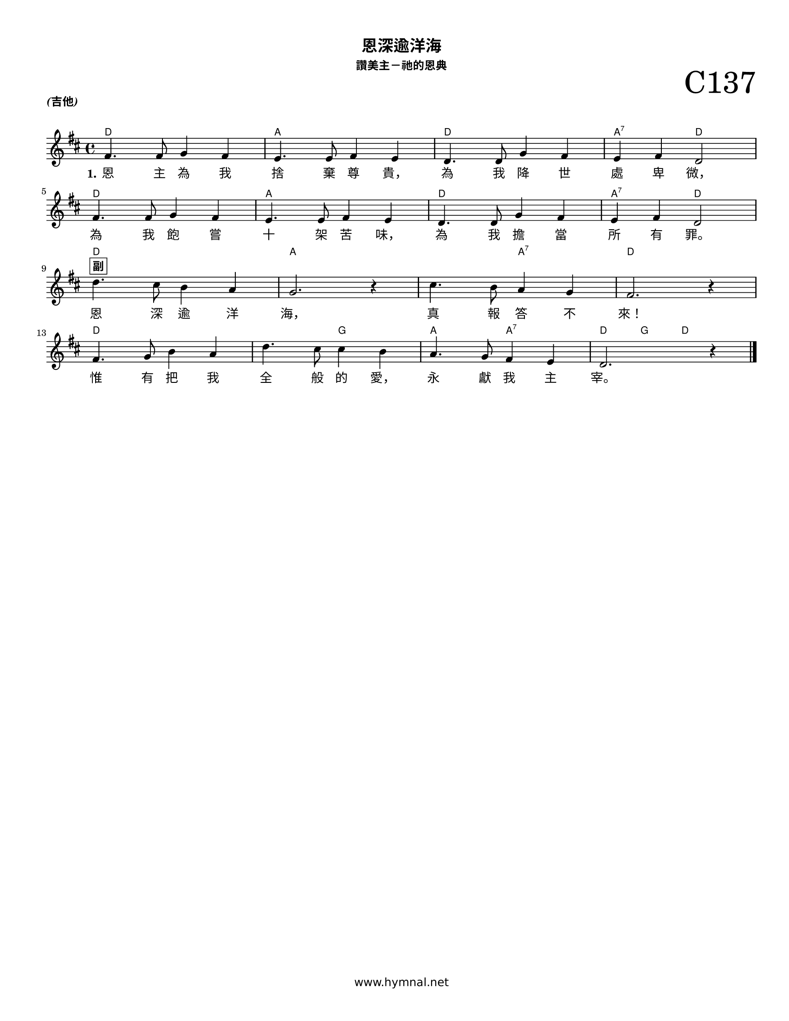 恩深逾洋海
讚美主－祂的恩典
C137
(吉他)
D A D A7 D
1. 恩 主 為 我 捨 棄 尊 貴, 為 我 降 世 處 卑 微,
5
D A D A7 D
為 我 飽 嘗 十 架 苦 味, 為 我 擔 當 所 有 罪。
D A A7 D
9 副
恩 深 逾 洋 海, 真 報 答 不 來!
13
D G A A7 D G D
惟 有 把 我 全 般 的 愛, 永 獻 我 主 宰。
www.hymnal.net